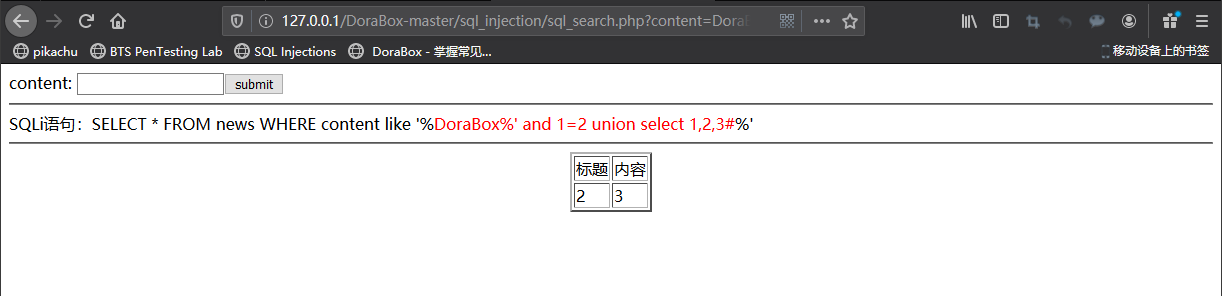 127.0.0.1/DoraBox-master/sql_injection/sql_search.php?content=DoraB
pikachu BTS PenTesting Lab SQL Injections DoraBox - 掌握常见... 移动设备上的书签
content: submit
SQLi语句：SELECT * FROM news WHERE content like '%DoraBox%' and 1=2 union select 1,2,3#%'
标题 内容
2 3